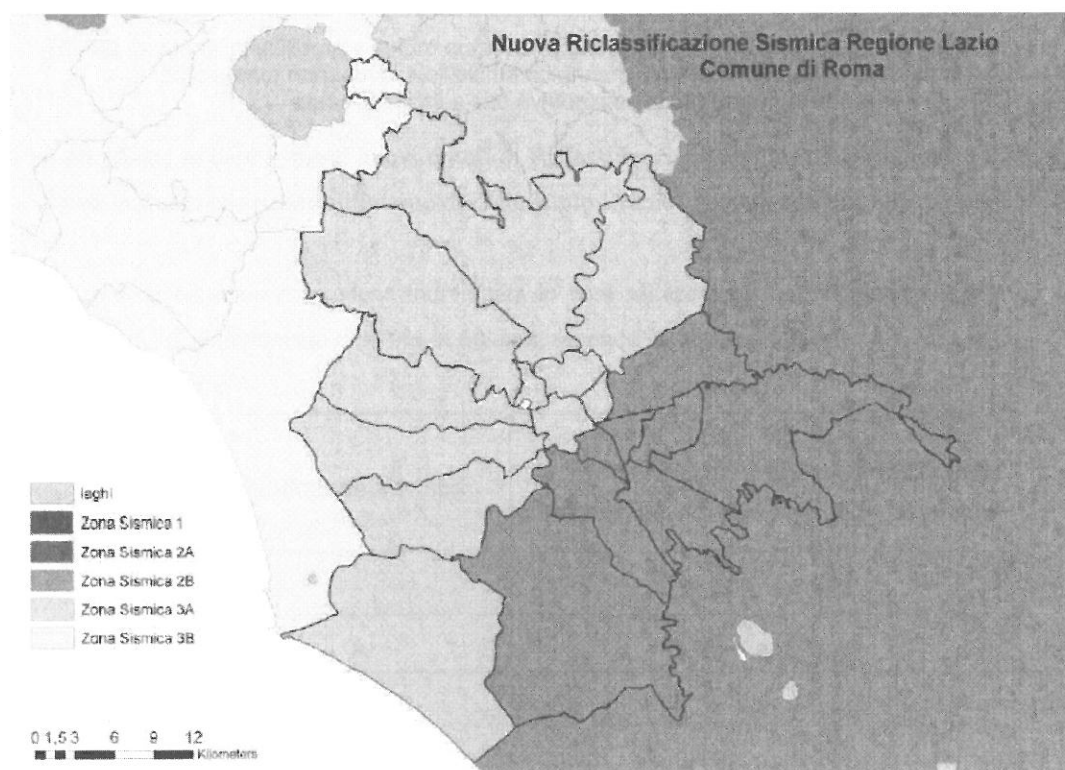 Nuova Riclassificazione Sismica Regione Lazio
Comune di Roma
laghi
Zona Sismica 1
Zona Sismica 2A
Zona Sismica 2B
Zona Sismica 3A
Zona Sismica 3B
0 1,5 3 6 9 12
Kilometers